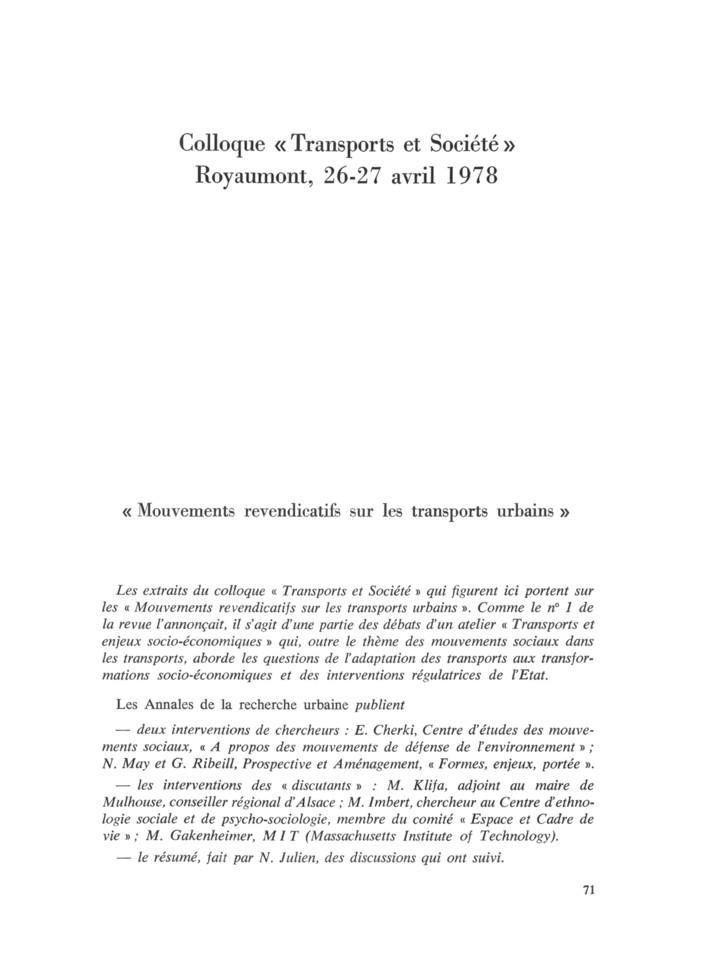 Colloque « Transports et Société »
Royaumont, 26-27 avril 1978
« Mouvements revendicatifs sur les transports urbains »
Les extraits du colloque « Transports et Société » qui figurent ici portent sur
les « Mouvements revendicatifs sur les transports urbains ». Comme le n° 1 de
la revue l'annonçait, il s'agit d'une partie des débats d'un atelier « Transports et
enjeux socio-économiques » qui, outre le thème des mouvements sociaux dans
les transports, aborde les questions de l'adaptation des transports aux transfor-
mations socio-économiques et des interventions régulatrices de l'Etat.
Les Annales de la recherche urbaine publient
— deux interventions de chercheurs : E. Cherki, Centre d'études des mouve-
ments sociaux, « A propos des mouvements de défense de l'environnement » ;
N. May et G. Ribeill, Prospective et Aménagement, « Formes, enjeux, portée ».
— les interventions des « discutants » : M. Klifa, adjoint au maire de
Mulhouse, conseiller régional d'Alsace ; M. Imbert, chercheur au Centre d'ethno-
logie sociale et de psycho-sociologie, membre du comité « Espace et Cadre de
vie » ; M. Gakenheimer, M I T (Massachusetts Institute of Technology).
— le résumé, fait par N. Julien, des discussions qui ont suivi.
71